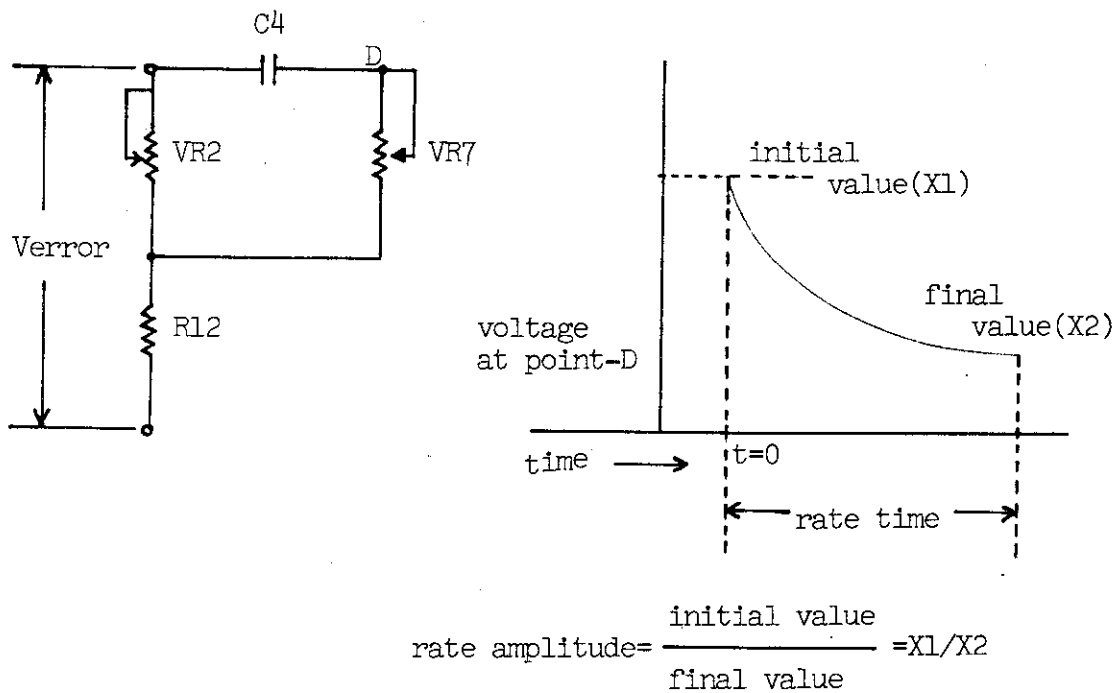 C4
D
VR2
VR7
Verror
R12
initial
value(X1)
final
value(X2)
voltage
at point-D
time
t=0
rate time
initial value
rate amplitude= =X1/X2
final value